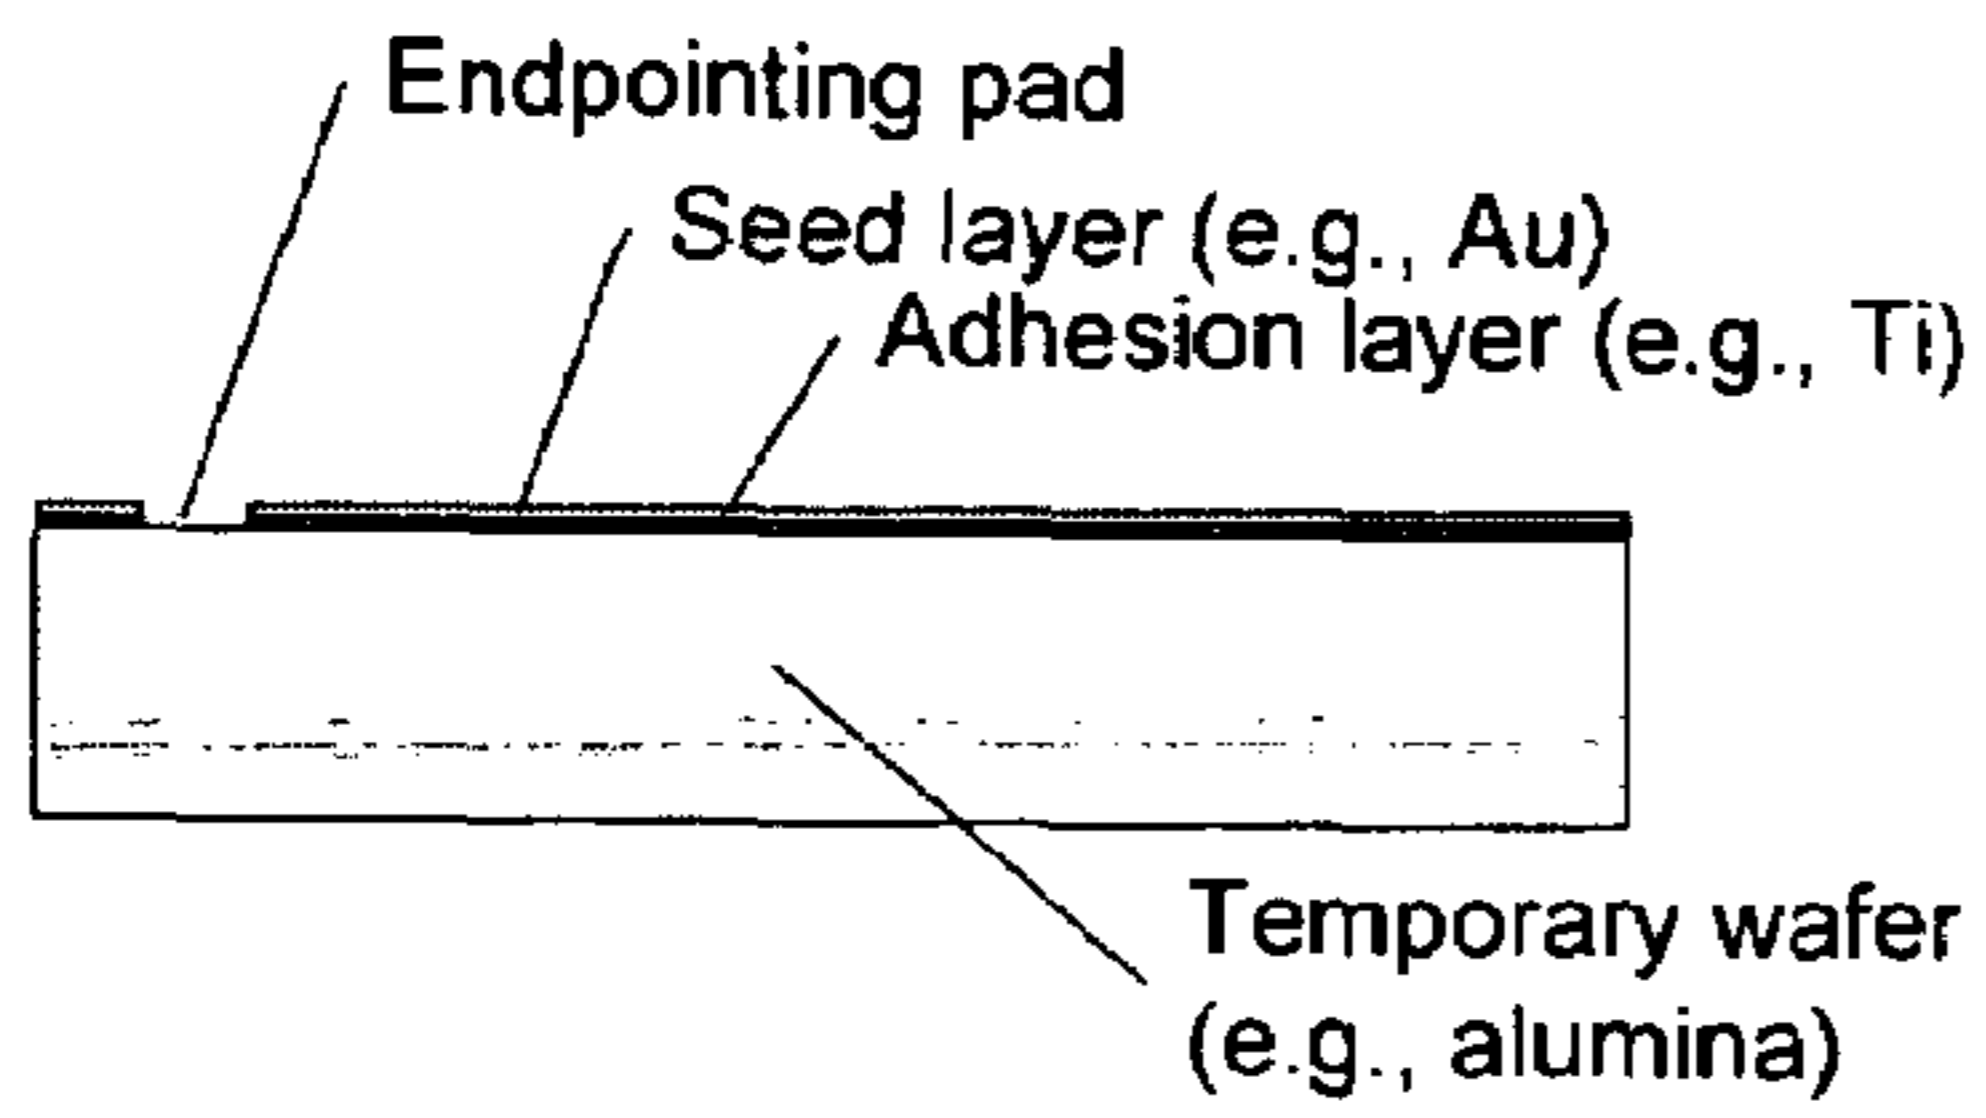 Endpointing pad
Seed layer (e.g., Au)
Adhesion layer (e.g., Ti)
Temporary wafer
(e.g., alumina)